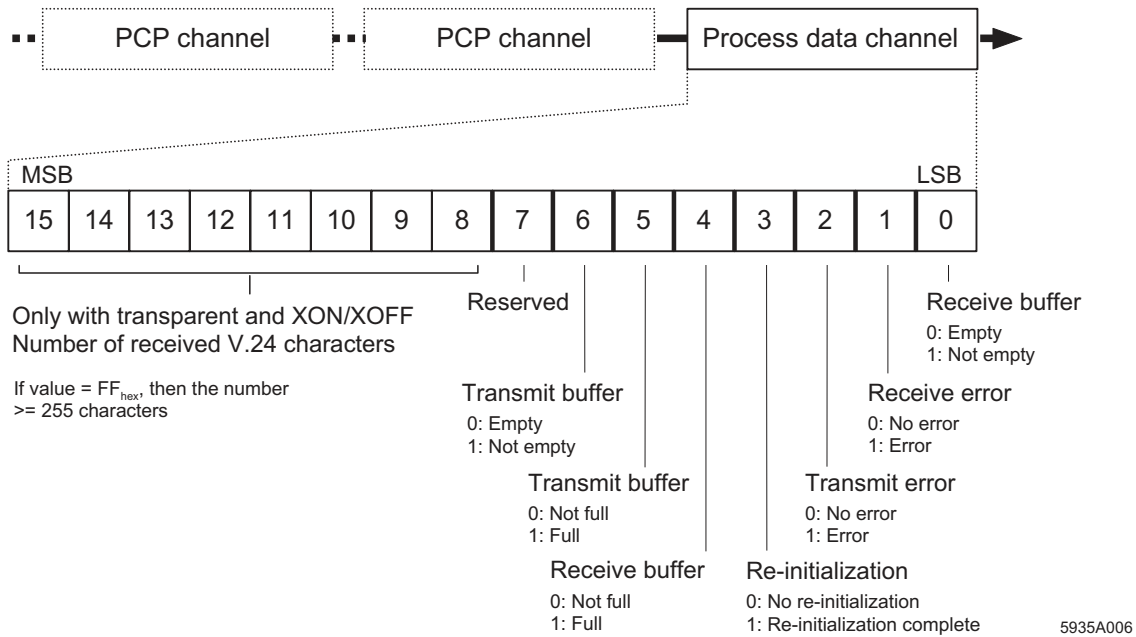 PCP channel PCP channel Process data channel
MSB LSB
15 14 13 12 11 10 9 8 7 6 5 4 3 2 1 0
Only with transparent and XON/XOFF
Number of received V.24 characters
If value = FFhex, then the number
>= 255 characters
Reserved
Transmit buffer
0: Empty
1: Not empty
Transmit buffer
0: Not full
1: Full
Receive buffer
0: Not full
1: Full
Re-initialization
0: No re-initialization
1: Re-initialization complete
Transmit error
0: No error
1: Error
Receive error
0: No error
1: Error
Receive buffer
0: Empty
1: Not empty
5935A006